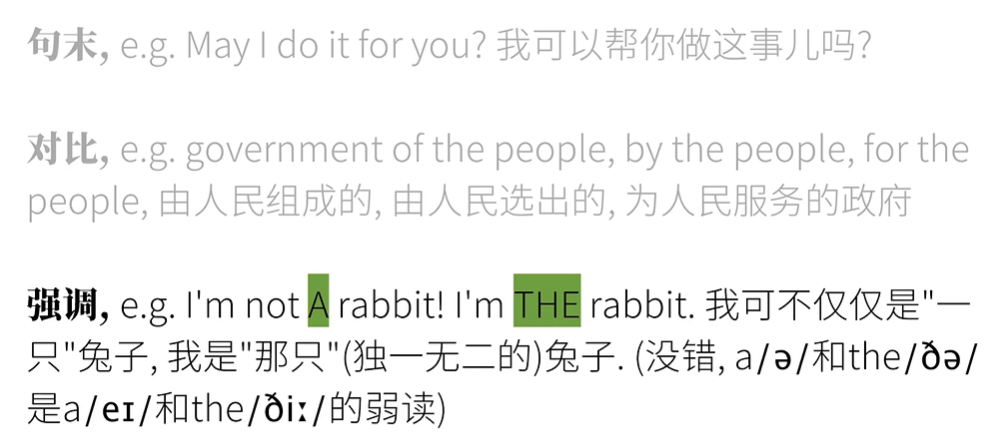 句末, e.g. May I do it for you? 我可以帮你做这事儿吗?
对比, e.g. government of the people, by the people, for the
people, 由人民组成的, 由人民选出的, 为人民服务的政府
强调, e.g. I'm not A rabbit! I'm THE rabbit. 我可不仅仅是"一
只"兔子, 我是"那只"(独一无二的)兔子. (没错, a/ə/和the/ðə/
是a/eɪ/和the/ðiː/的弱读)